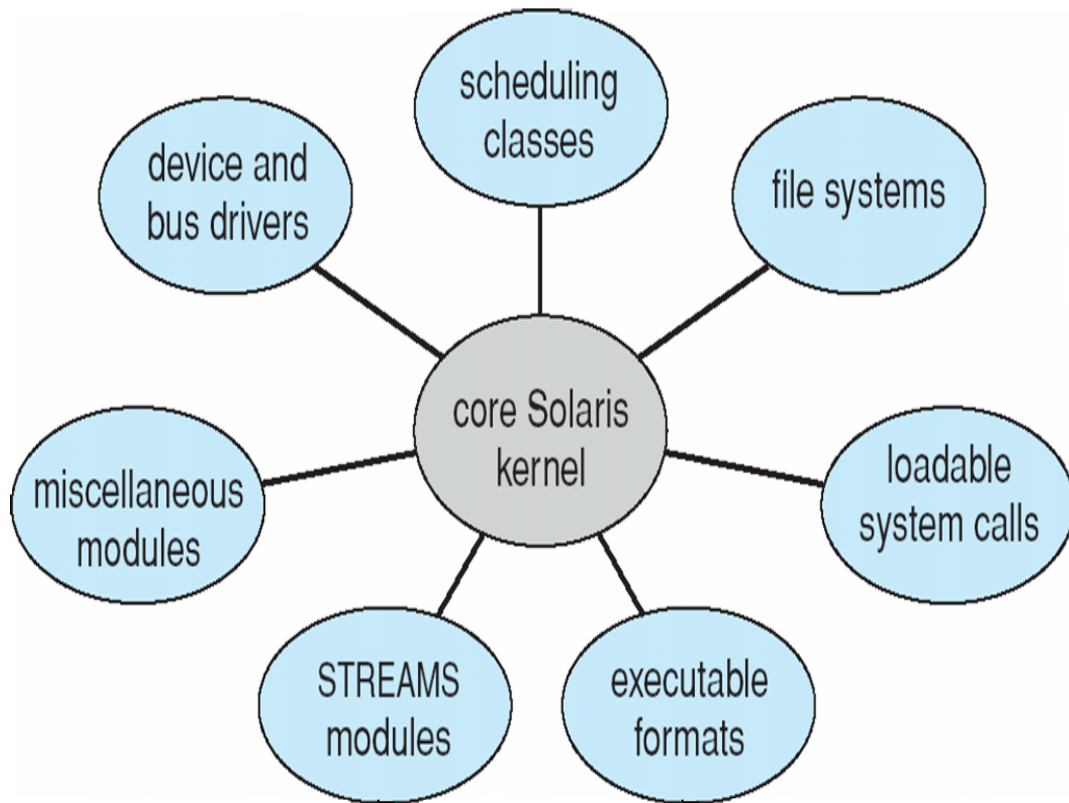 scheduling
classes
device and
bus drivers
file systems
core Solaris
kernel
loadable
system calls
miscellaneous
modules
STREAMS
modules
executable
formats